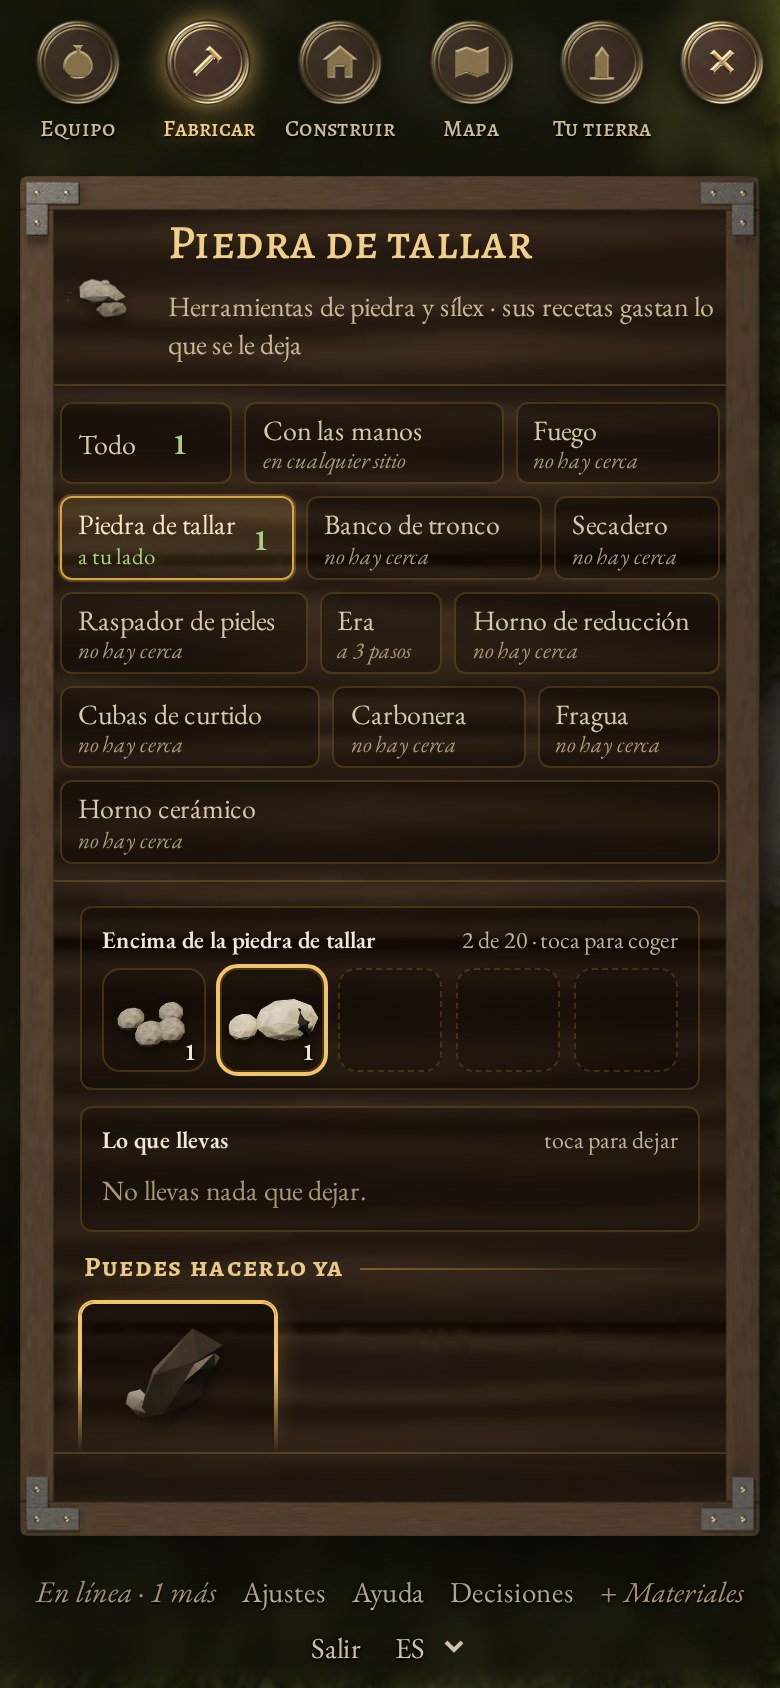 Equipo
Fabricar
Construir
Mapa
Tu tierra
Piedra de tallar
Herramientas de piedra y sílex · sus recetas gastan lo
que se le deja
Todo 1
Con las manos
en cualquier sitio
Fuego
no hay cerca
Piedra de tallar
a tu lado
1
Banco de tronco
no hay cerca
Secadero
no hay cerca
Raspador de pieles
no hay cerca
Era
a 3 pasos
Horno de reducción
no hay cerca
Cubas de curtido
no hay cerca
Carbonera
no hay cerca
Fragua
no hay cerca
Horno cerámico
no hay cerca
Encima de la piedra de tallar
2 de 20 · toca para coger
1
1
Lo que llevas
toca para dejar
No llevas nada que dejar.
Puedes hacerlo ya
En línea · 1 más
Ajustes
Ayuda
Decisiones
+ Materiales
Salir
ES